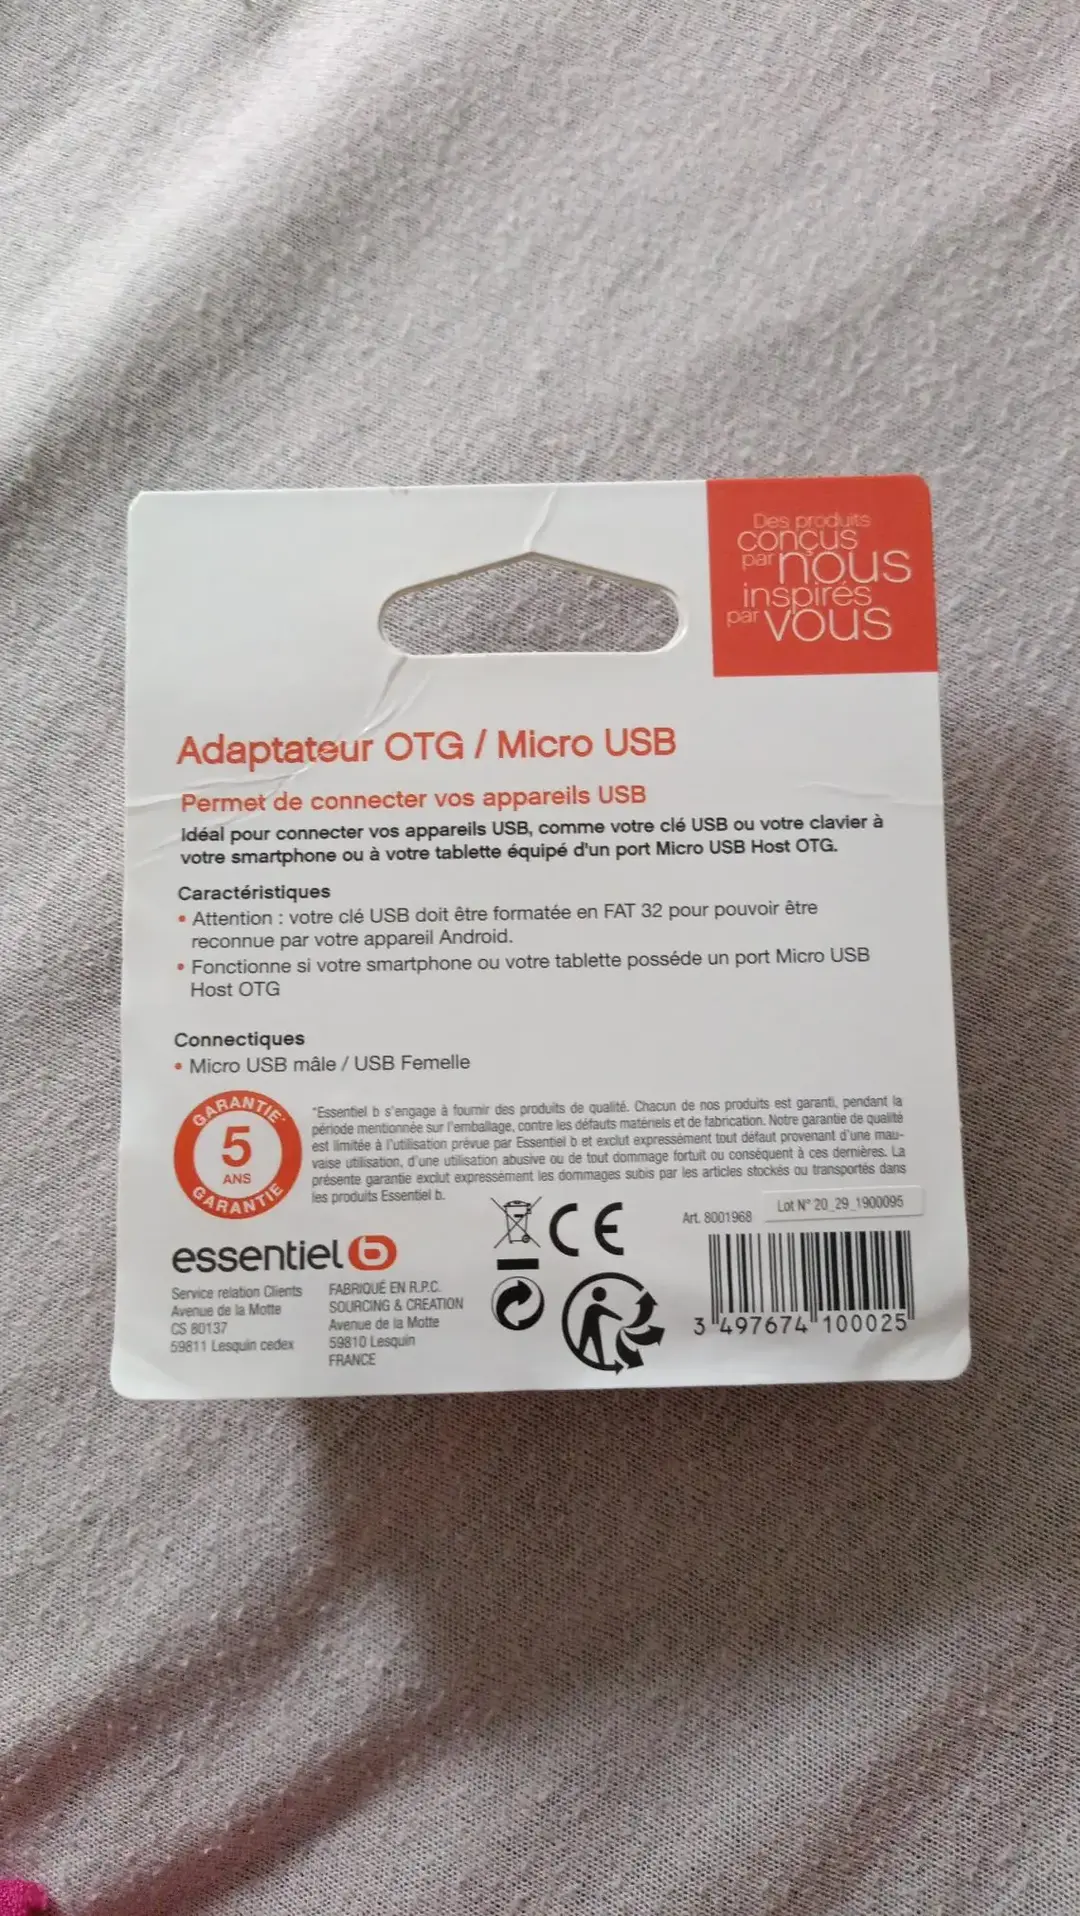 Des produits
conçus
par nous
inspirés
par vous
Adaptateur OTG / Micro USB
Permet de connecter vos appareils USB
Idéal pour connecter vos appareils USB, comme votre clé USB ou votre clavier à
votre smartphone ou à votre tablette équipé d'un port Micro USB Host OTG.
Caractéristiques
• Attention : votre clé USB doit être formatée en FAT 32 pour pouvoir être
reconnue par votre appareil Android.
• Fonctionne si votre smartphone ou votre tablette posséde un port Micro USB
Host OTG
Connectiques
• Micro USB mâle / USB Femelle
GARANTIE*
5
ANS
GARANTIE
*Essentiel b s'engage à fournir des produits de qualité. Chacun de nos produits est garanti, pendant la
période mentionnée sur l'emballage, contre les défauts matériels et de fabrication. Notre garantie de qualité
est limitée à l'utilisation prévue par Essentiel b et exclut expressément tout défaut provenant d'une mau-
vaise utilisation, d'une utilisation abusive ou de tout dommage fortuit ou conséquent à ces dernières. La
présente garantie exclut expressément les dommages subis par les articles stockés ou transportés dans
les produits Essentiel b.
essentiel b
Service relation Clients
Avenue de la Motte
CS 80137
59811 Lesquin cedex
FABRIQUÉ EN R.P.C.
SOURCING & CREATION
Avenue de la Motte
59810 Lesquin
FRANCE
CE
Art. 8001968
Lot N° 20_29_1900095
3 497674 100025